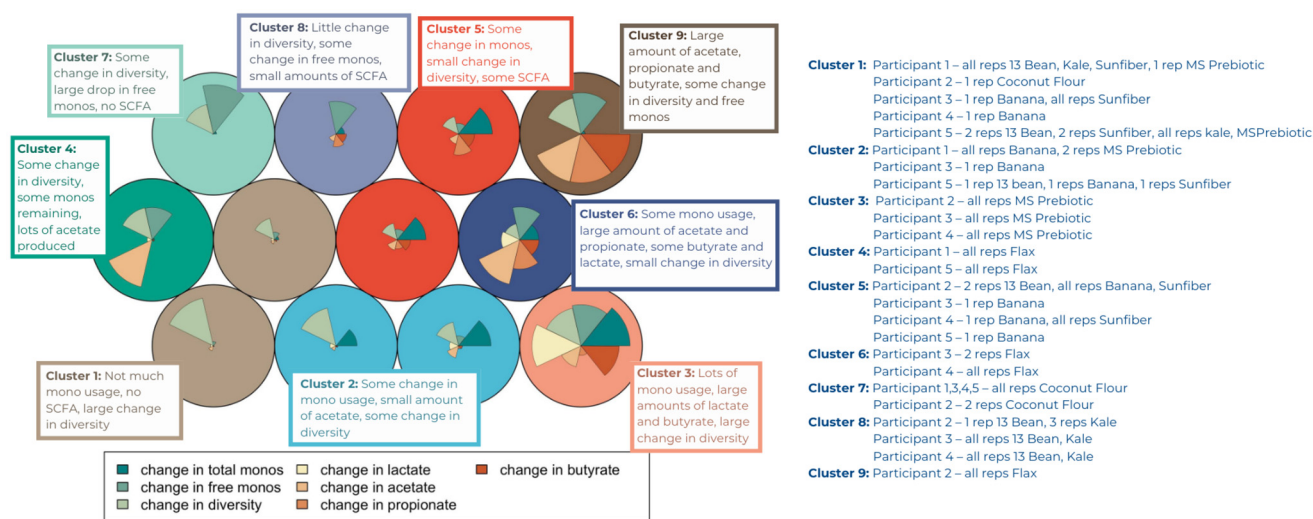 Cluster 7: Some
change in diversity,
large drop in free
monos, no SCFA
Cluster 8: Little change
in diversity, some
change in free monos,
small amounts of SCFA
Cluster 5: Some
change in monos,
small change in
diversity, some SCFA
Cluster 9: Large
amount of acetate,
propionate and
butyrate, some change
in diversity and free
monos
Cluster 4:
Some change
in diversity,
some monos
remaining,
lots of acetate
produced
Cluster 6: Some mono usage,
large amount of acetate and
propionate, some butyrate and
lactate, small change in diversity
Cluster 1: Not much
mono usage, no
SCFA, large change
in diversity
Cluster 2: Some change in
mono usage, small amount
of acetate, some change in
diversity
Cluster 3: Lots of
mono usage, large
amounts of lactate
and butyrate, large
change in diversity
change in total monos
change in free monos
change in diversity
change in lactate
change in acetate
change in propionate
change in butyrate
Cluster 1: Participant 1 – all reps 13 Bean, Kale, Sunfiber, 1 rep MS Prebiotic
Participant 2 – 1 rep Coconut Flour
Participant 3 – 1 rep Banana, all reps Sunfiber
Participant 4 – 1 rep Banana
Participant 5 – 2 reps 13 Bean, 2 reps Sunfiber, all reps kale, MSPrebiotic
Cluster 2: Participant 1 – all reps Banana, 2 reps MS Prebiotic
Participant 3 – 1 rep Banana
Participant 5 – 1 rep 13 bean, 1 reps Banana, 1 reps Sunfiber
Cluster 3: Participant 2 – all reps MS Prebiotic
Participant 3 – all reps MS Prebiotic
Participant 4 – all reps MS Prebiotic
Cluster 4: Participant 1 – all reps Flax
Participant 5 – all reps Flax
Cluster 5: Participant 2 – 2 reps 13 Bean, all reps Banana, Sunfiber
Participant 3 – 1 rep Banana
Participant 4 – 1 rep Banana, all reps Sunfiber
Participant 5 – 1 rep Banana
Cluster 6: Participant 3 – 2 reps Flax
Participant 4 – all reps Flax
Cluster 7: Participant 1,3,4,5 – all reps Coconut Flour
Participant 2 – 2 reps Coconut Flour
Cluster 8: Participant 2 – 1 rep 13 Bean, 3 reps Kale
Participant 3 – all reps 13 Bean, Kale
Participant 4 – all reps 13 Bean, Kale
Cluster 9: Participant 2 – all reps Flax